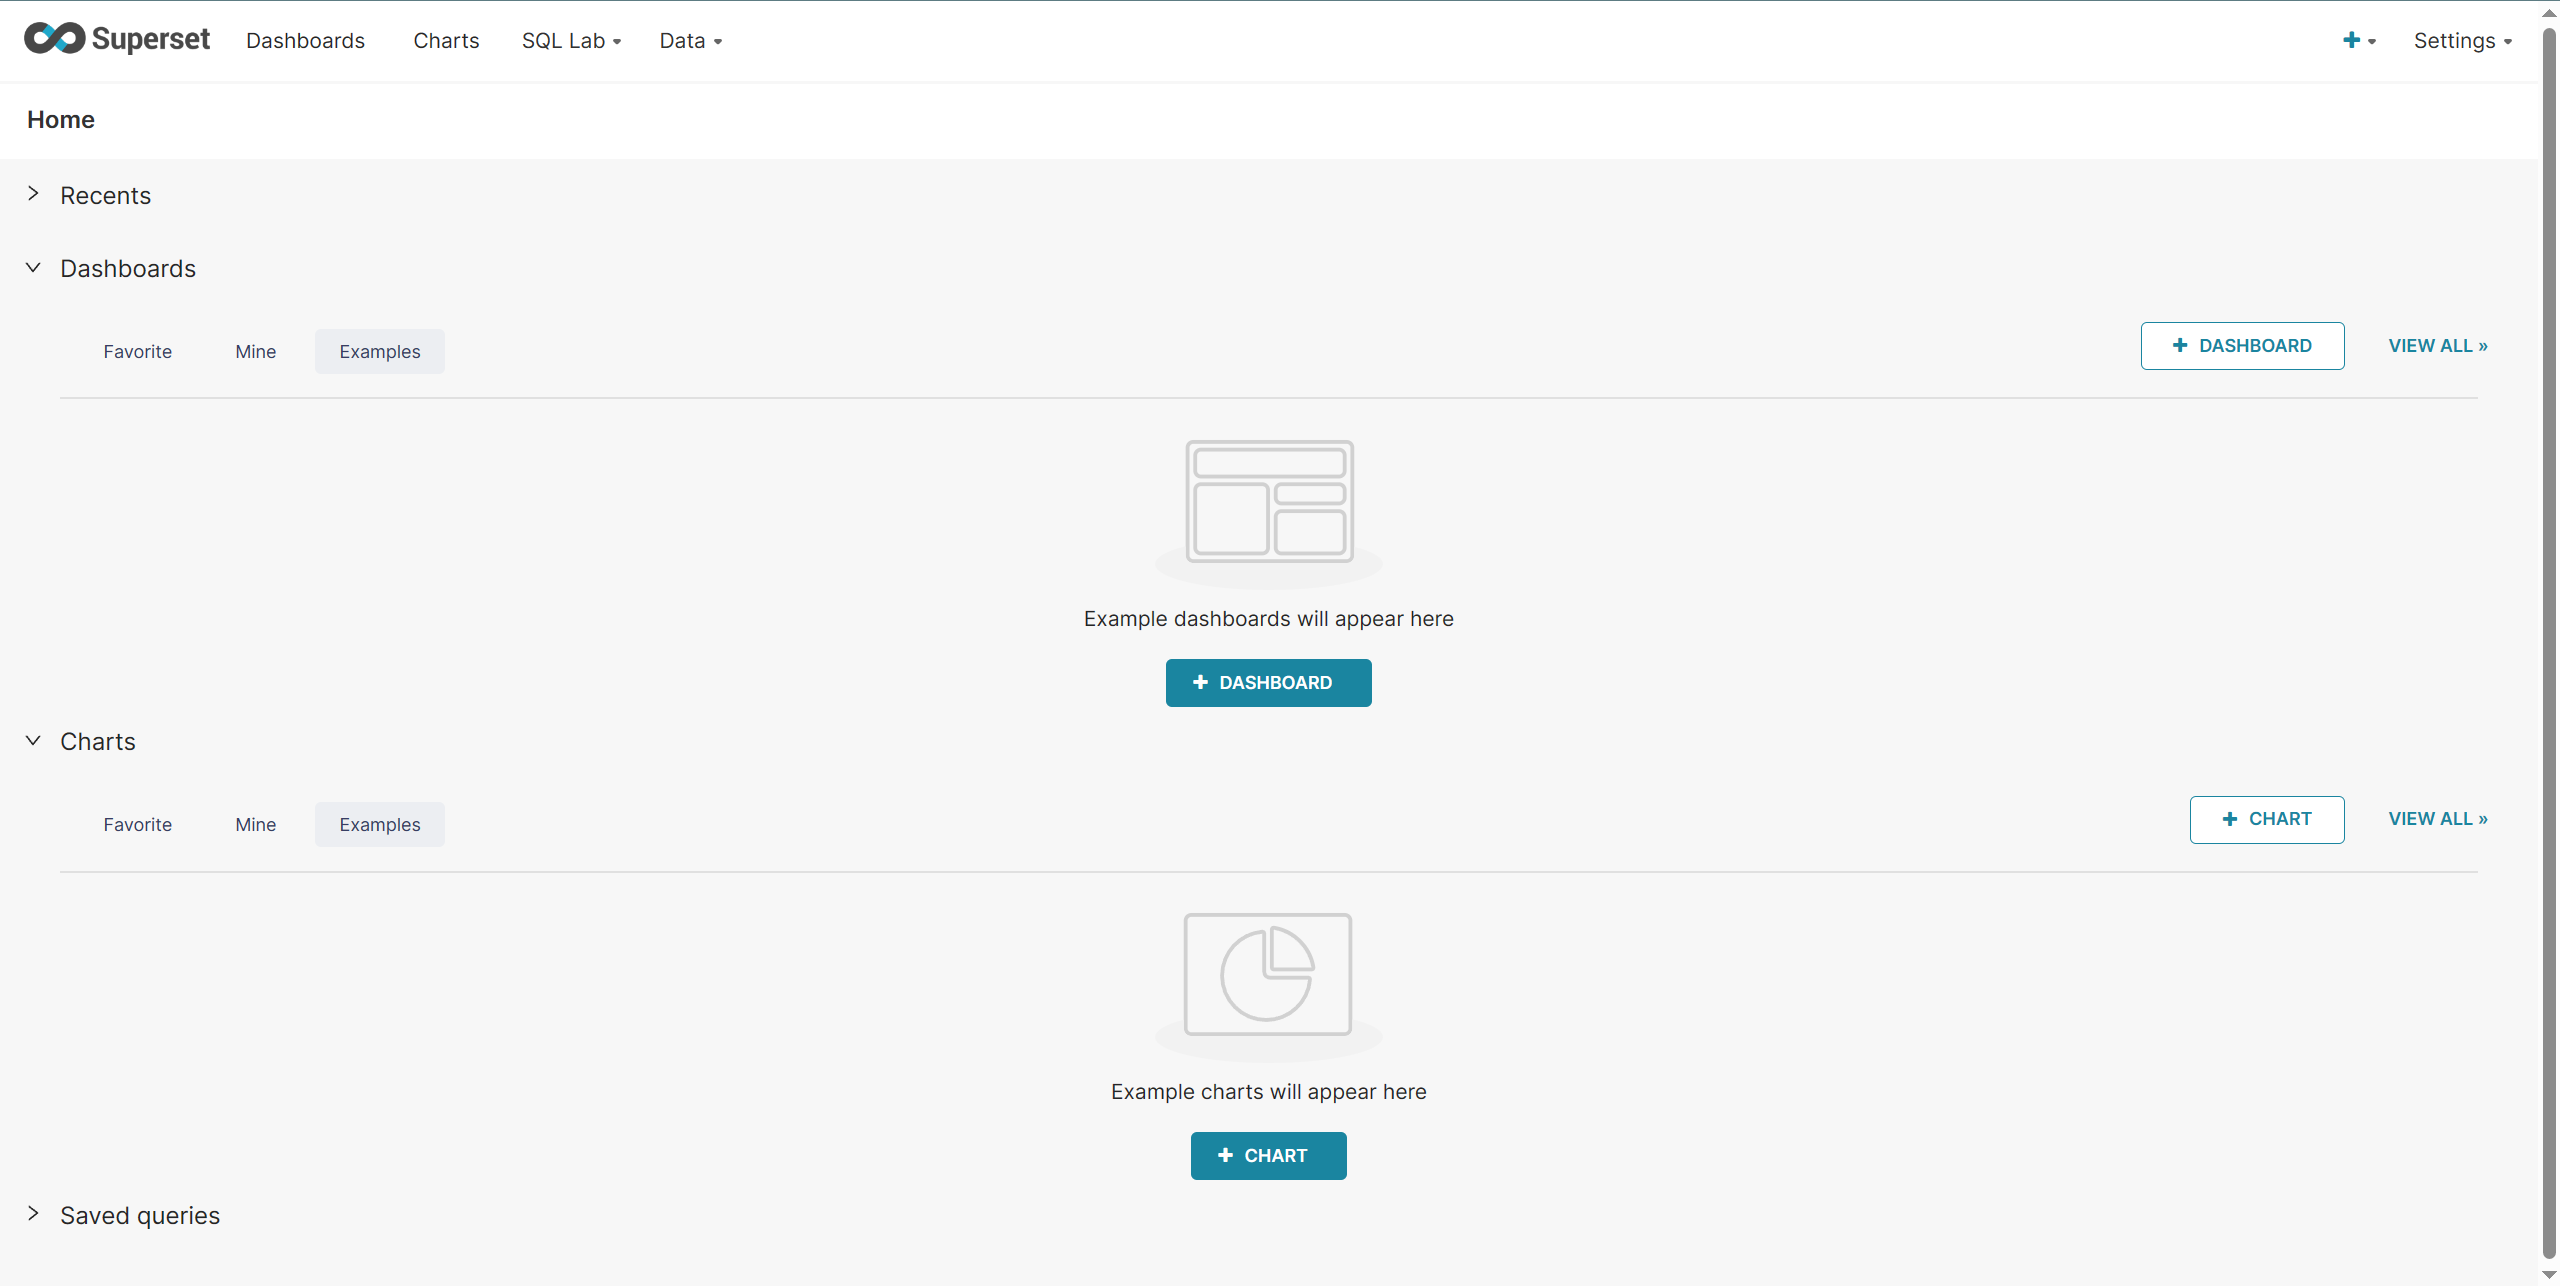 Superset Dashboards Charts SQL Lab Data Settings
Home
Recents
Dashboards
Favorite Mine Examples DASHBOARD VIEW ALL »
Example dashboards will appear here
DASHBOARD
Charts
Favorite Mine Examples CHART VIEW ALL »
Example charts will appear here
CHART
Saved queries